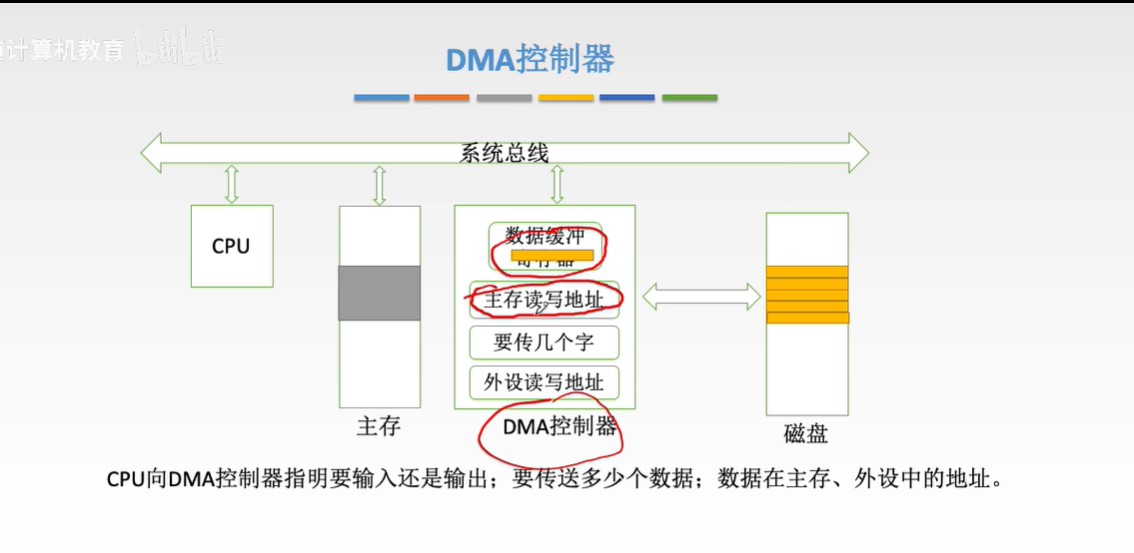 计算机教育 bilibili
DMA控制器
系统总线
CPU
数据缓冲
寄存器
主存读写地址
要传几个字
外设读写地址
主存
DMA控制器
磁盘
CPU向DMA控制器指明要输入还是输出；要传送多少个数据；数据在主存、外设中的地址。